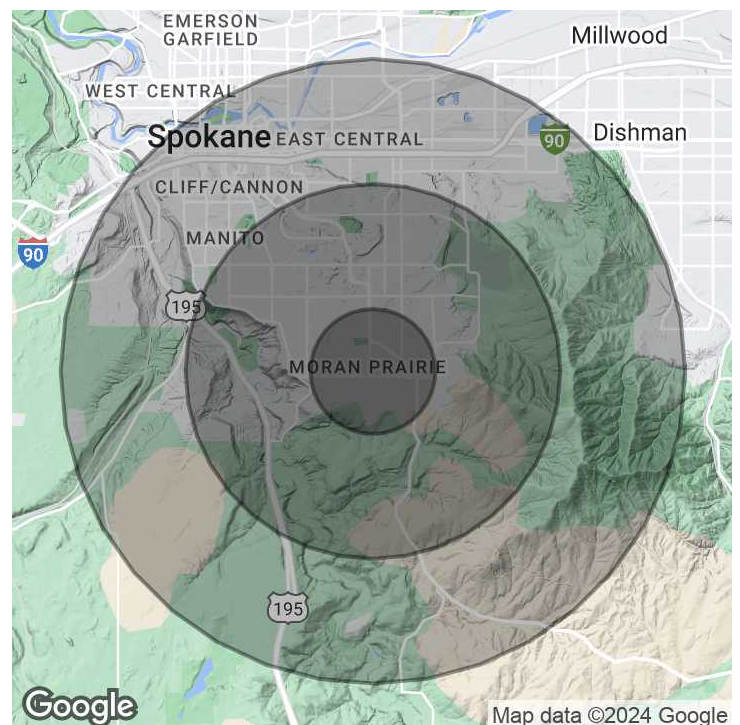 EMERSON
GARFIELD
Millwood
WEST CENTRAL
Spokane
EAST CENTRAL
90
Dishman
CLIFF/CANNON
MANITO
90
195
MORAN PRAIRIE
195
Google
Map data ©2024 Google